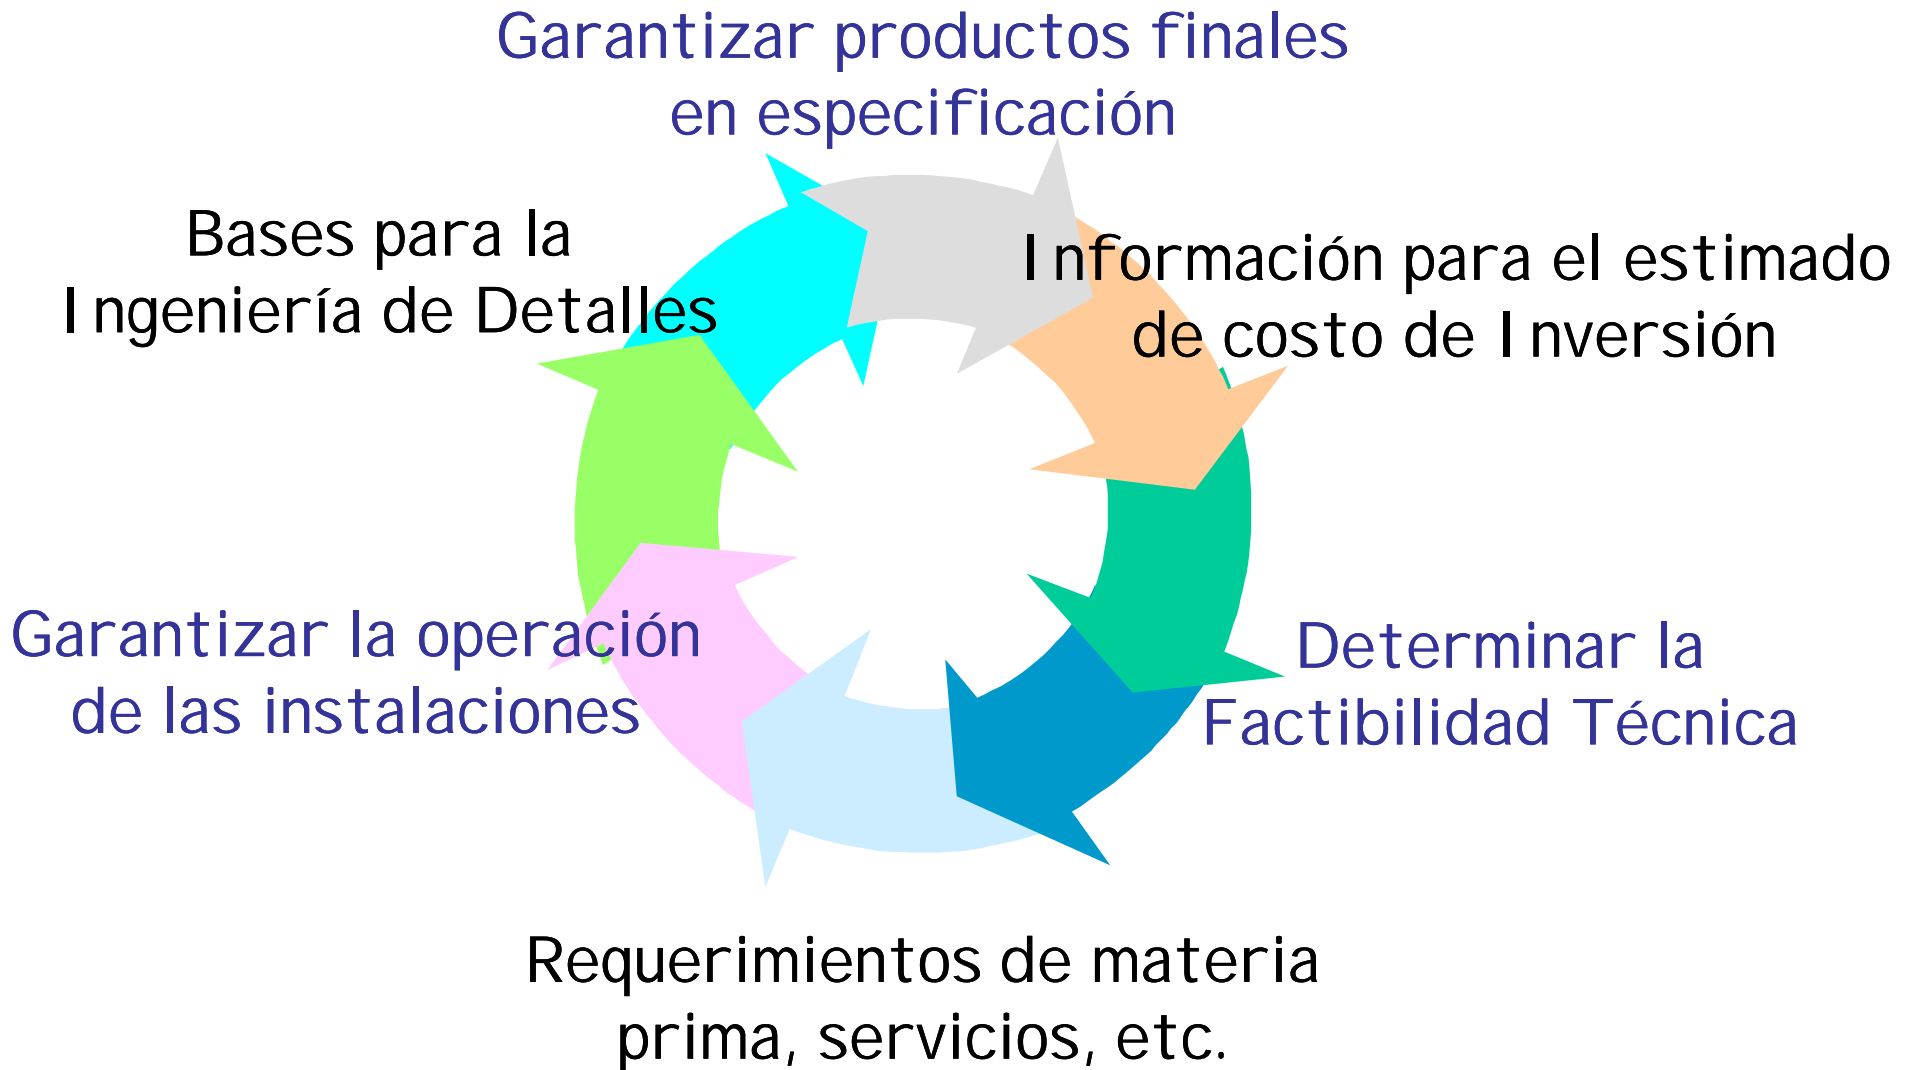 Garantizar productos finales
en especificación
Bases para la
Ingeniería de Detalles
Información para el estimado
de costo de Inversión
Garantizar la operación
de las instalaciones
Determinar la
Factibilidad Técnica
Requerimientos de materia
prima, servicios, etc.